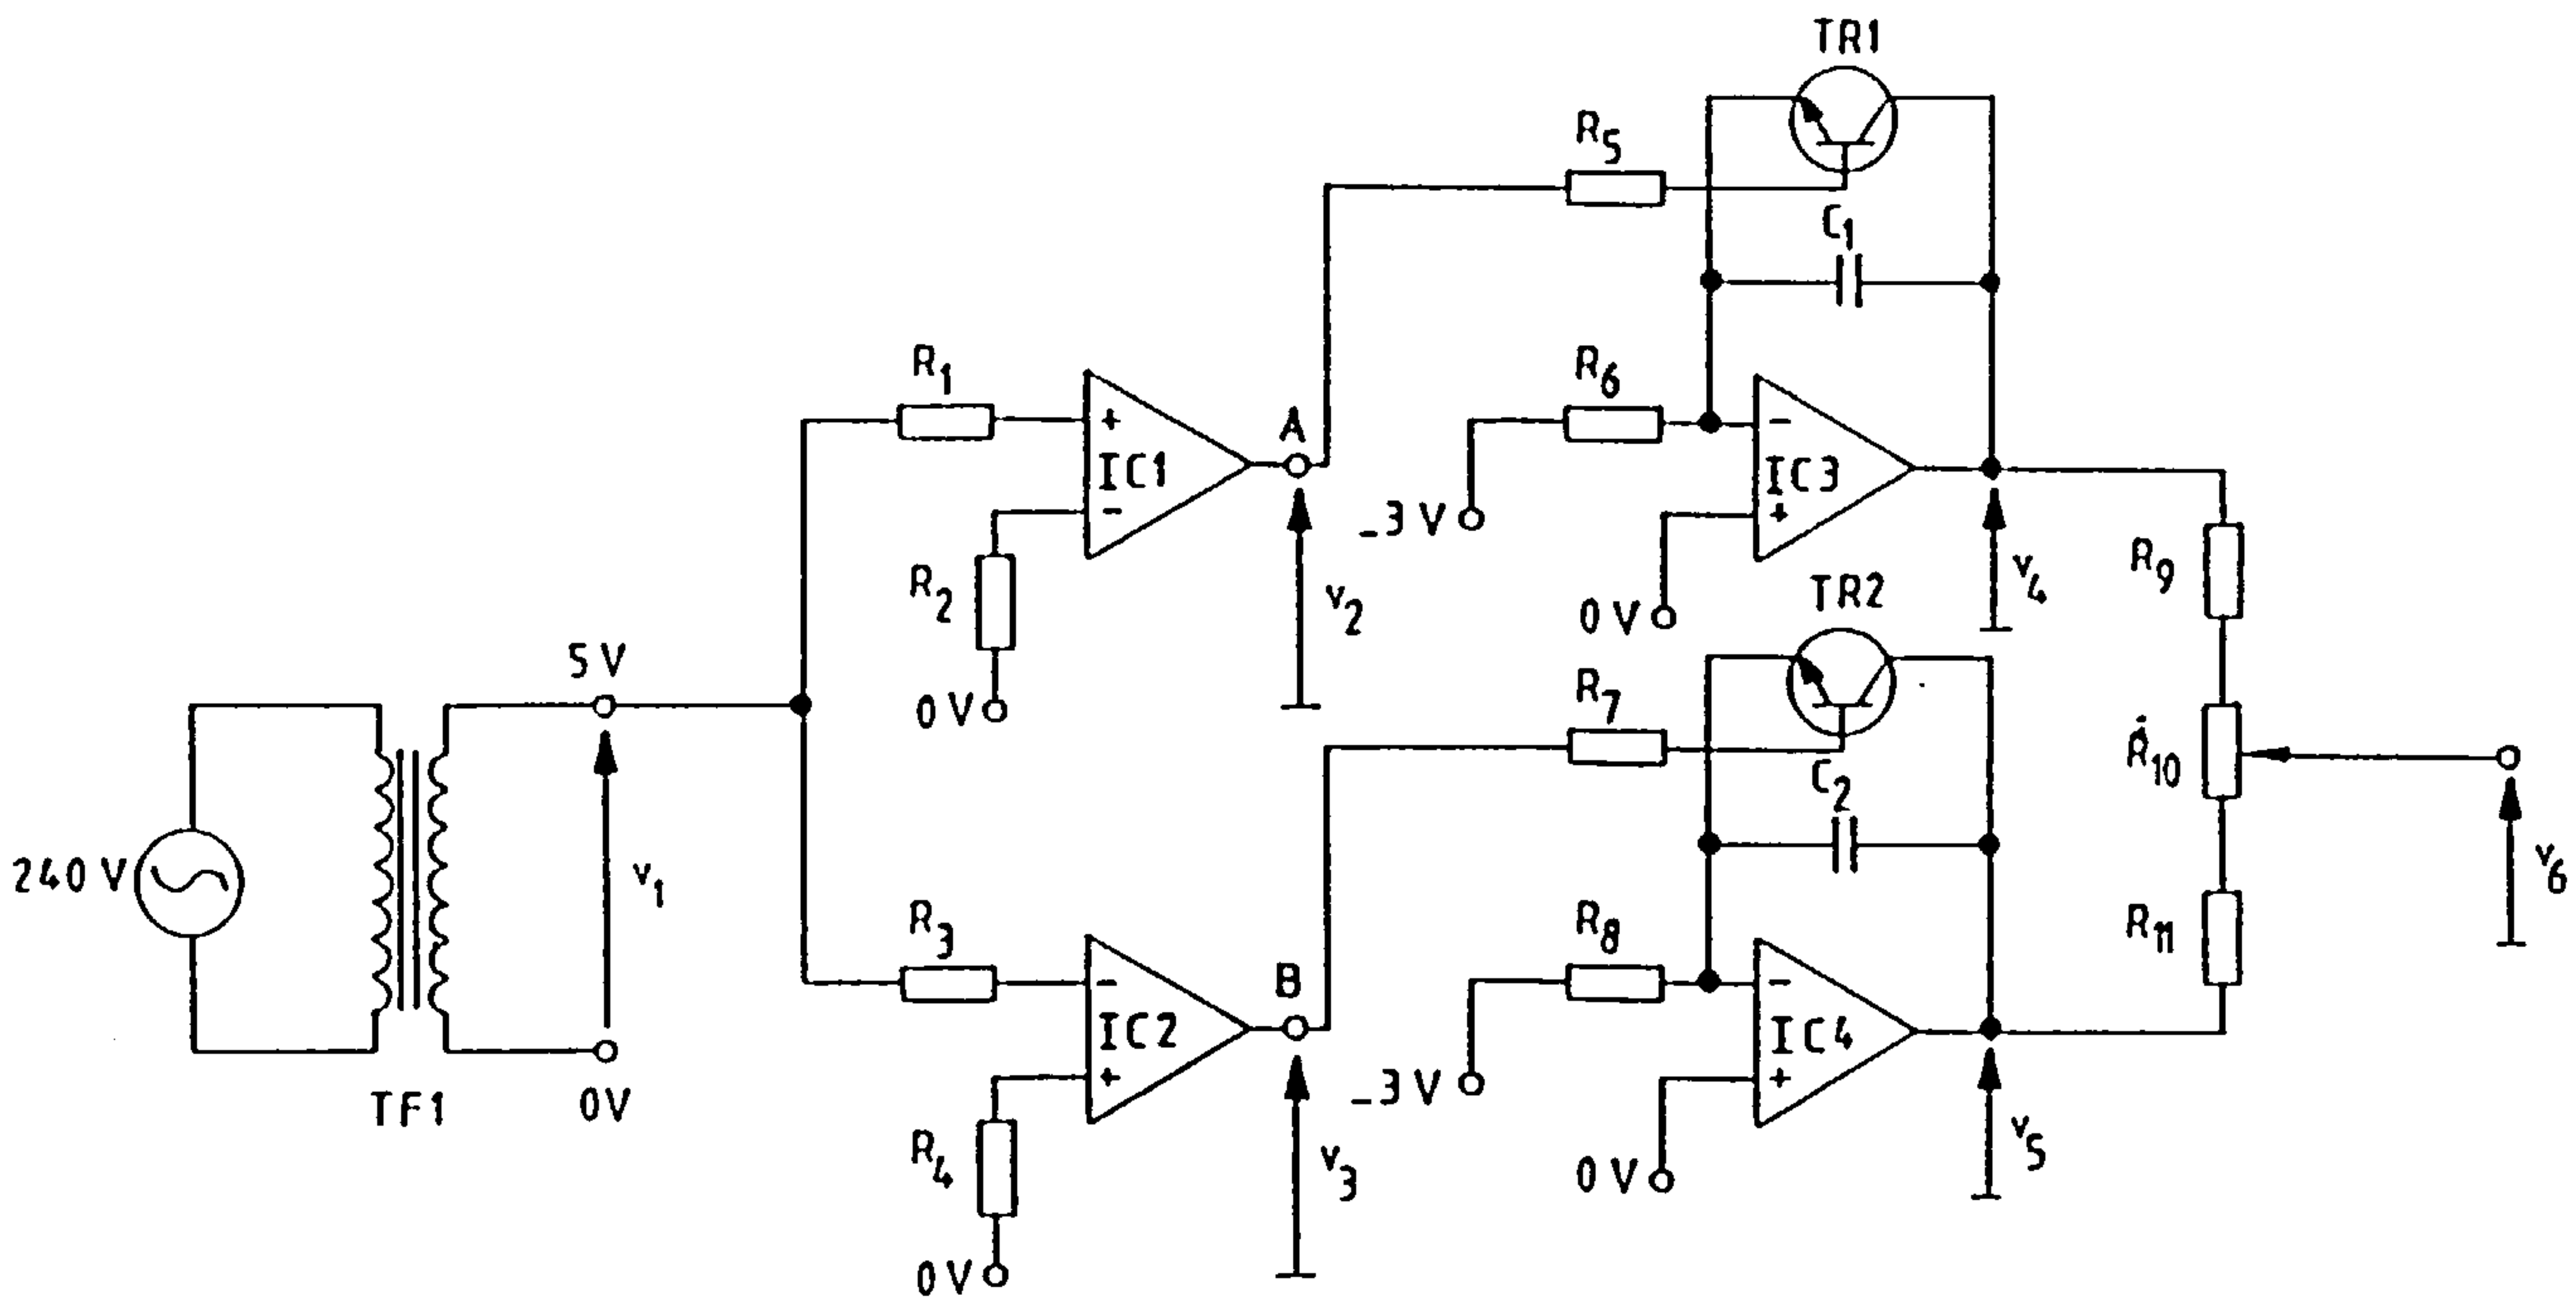 TR1
R5
C1
R1
R6
+
IC1
-
A
-
IC3
+
-3 V
R9
R2
v2
0 V
v4
TR2
5 V
0 V
R7
R10
C2
240 V
v1
v6
R3
R8
R11
-
IC2
+
B
-
IC4
+
-3 V
TF1
0V
R4
v3
0 V
v5
0V